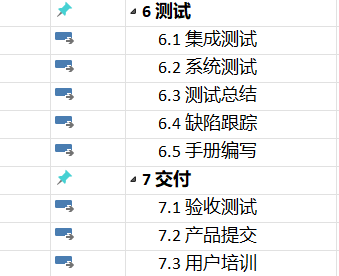 6 测试
6.1 集成测试
6.2 系统测试
6.3 测试总结
6.4 缺陷跟踪
6.5 手册编写
7 交付
7.1 验收测试
7.2 产品提交
7.3 用户培训